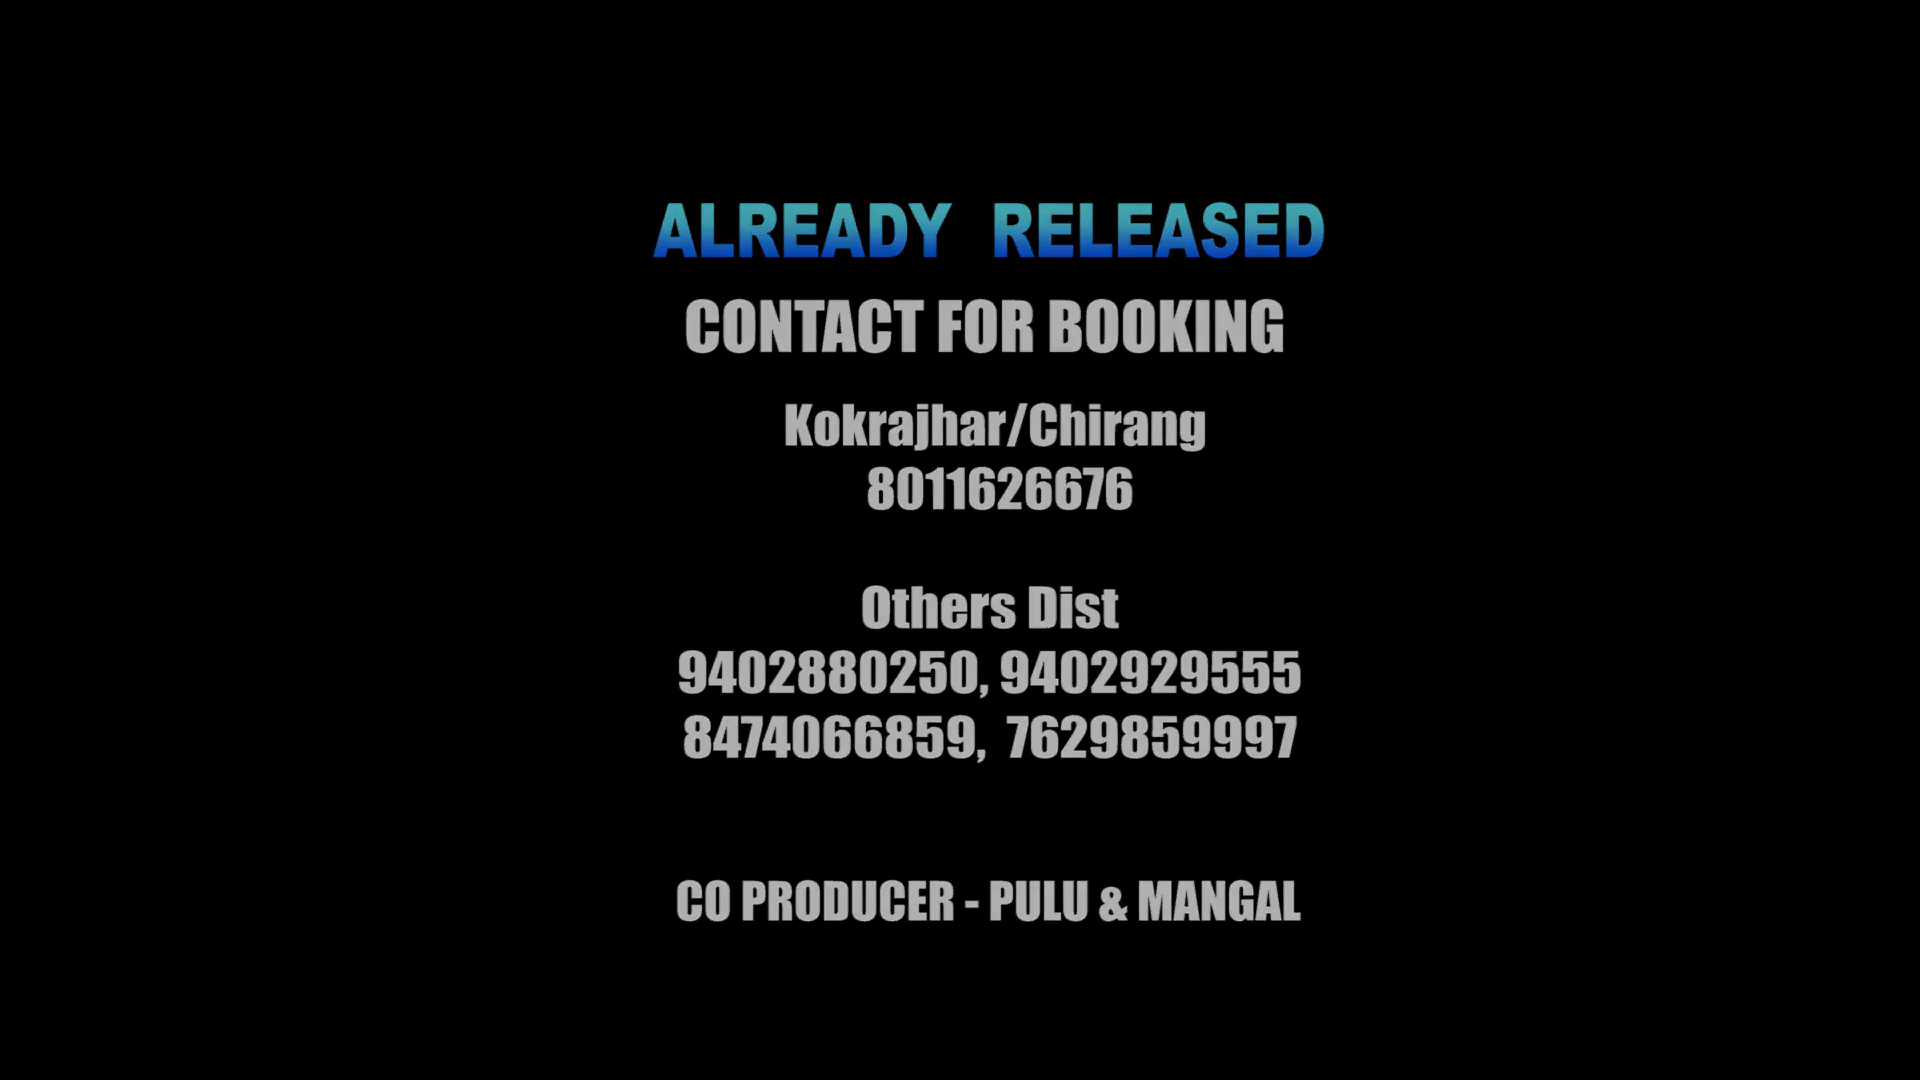 ALREADY RELEASED
CONTACT FOR BOOKING
Kokrajhar/Chirang
8011626676
Others Dist
9402880250, 9402929555
8474066859, 7629859997
CO PRODUCER - PULU & MANGAL